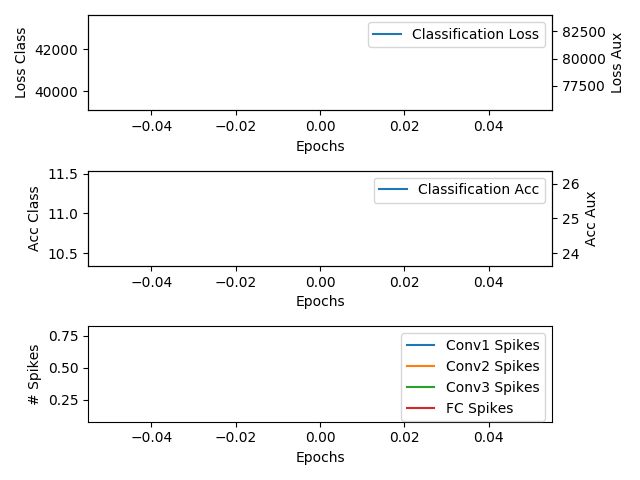 Loss Class
42000
40000
Classification Loss
82500
80000
77500
Loss Aux
−0.04 −0.02 0.00 0.02 0.04
Epochs
Acc Class
11.5
11.0
10.5
Classification Acc
26
25
24
Acc Aux
−0.04 −0.02 0.00 0.02 0.04
Epochs
# Spikes
0.75
0.50
0.25
Conv1 Spikes
Conv2 Spikes
Conv3 Spikes
FC Spikes
−0.04 −0.02 0.00 0.02 0.04
Epochs